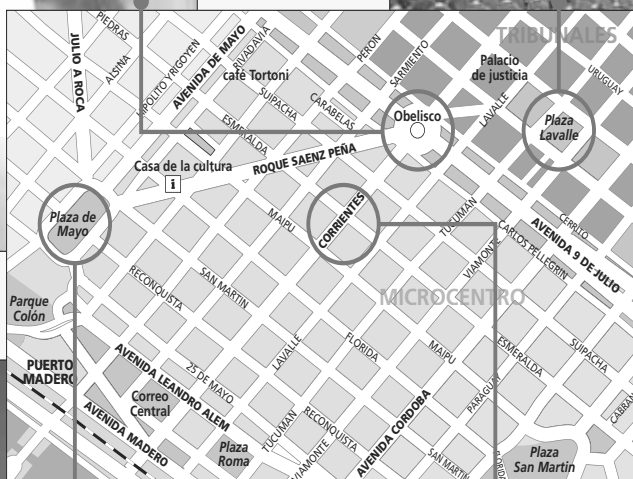 PIEDRAS
JULIO A ROCA
ALSINA
HIPOLITO YRIGOYEN
AVENIDA DE MAYO
RIVADAVIA
café Tortoni
SUIPACHA
ESMERALDA
CARABELAS
PERON
SARMIENTO
TRIBUNALES
Palacio
de justicia
URUGUAY
LAVALLE
Obelisco
Plaza
Lavalle
Casa de la cultura
i
ROQUE SAENZ PEÑA
Plaza de
Mayo
MAIPU
CORRIENTES
TUCUMAN
CERRITO
CARLOS PELLEGRIN
AVENIDA 9 DE JULIO
VIAMONTE
RECONQUISTA
SAN MARTIN
MICROCENTRO
Parque
Colón
LAVALLE
FLORIDA
MAIPU
ESMERALDA
SUIPACHA
PUERTO
MADERO
AVENIDA LEANDRO ALEM
25 DE MAYO
Correo
Central
PARAGUAY
CABRAN
AVENIDA MADERO
Plaza
Roma
TUCUMAN
RECONQUISTA
VIAMONTE
AVENIDA CORDOBA
SAN MARTIN
FLORIDA
Plaza
San Martin